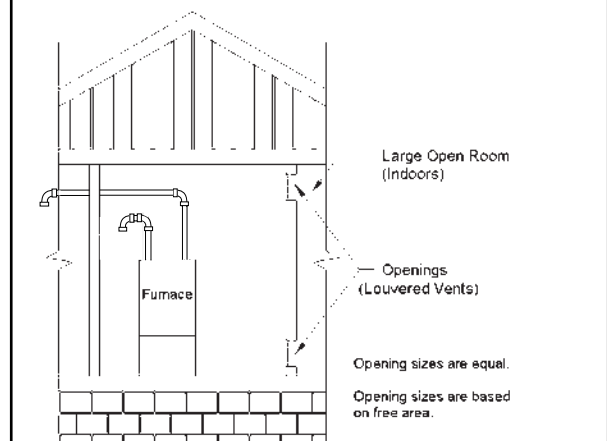 Large Open Room
(Indoors)
Furnace
Openings
(Louvered Vents)
Opening sizes are equal.
Opening sizes are based
on free area.